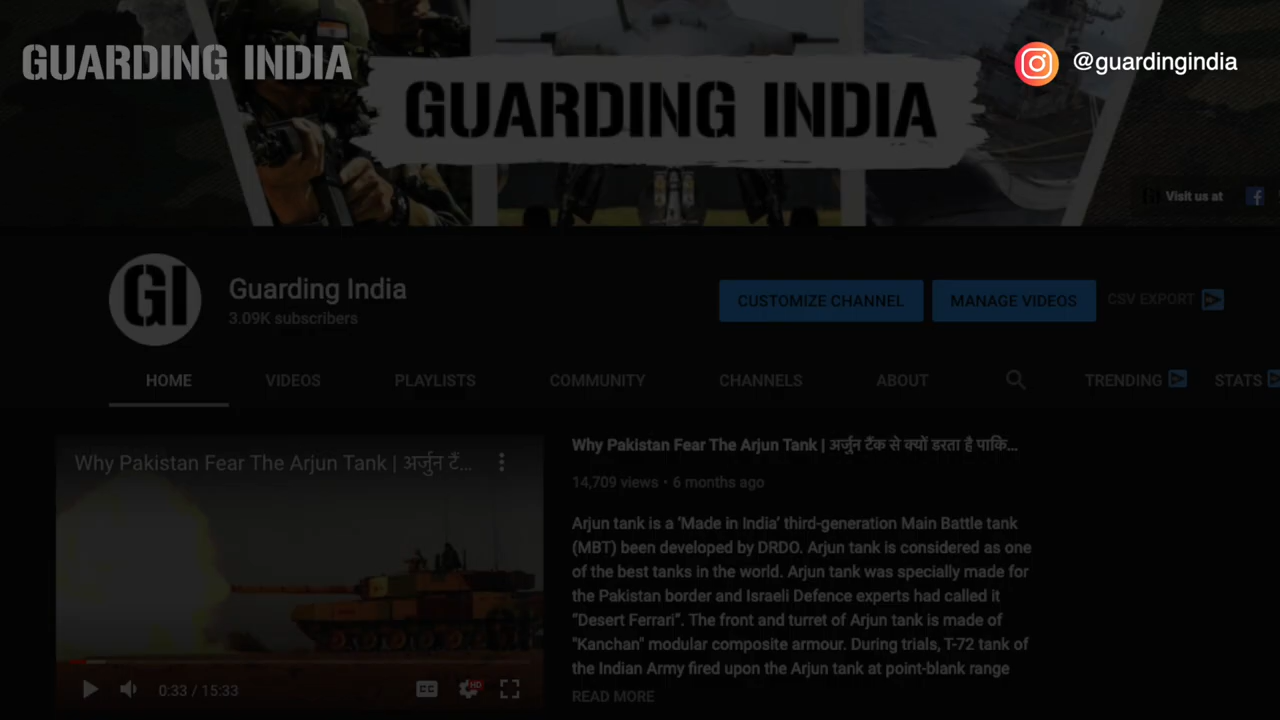 GUARDING INDIA
@guardingindia
GUARDING INDIA
Visit us at
GI
Guarding India
3.09K subscribers
CUSTOMIZE CHANNEL
MANAGE VIDEOS
CSV EXPORT
HOME
VIDEOS
PLAYLISTS
COMMUNITY
CHANNELS
ABOUT
TRENDING
STATS
Why Pakistan Fear The Arjun Tank | अर्जुन टैं...
0:33 / 15:33
CC
HD
Why Pakistan Fear The Arjun Tank | अर्जुन टैंक से क्यों डरता है पाकि...
14,709 views • 6 months ago
Arjun tank is a ‘Made in India’ third-generation Main Battle tank
(MBT) been developed by DRDO. Arjun tank is considered as one
of the best tanks in the world. Arjun tank was specially made for
the Pakistan border and Israeli Defence experts had called it
“Desert Ferrari”. The front and turret of Arjun tank is made of
"Kanchan" modular composite armour. During trials, T-72 tank of
the Indian Army fired upon the Arjun tank at point-blank range
READ MORE